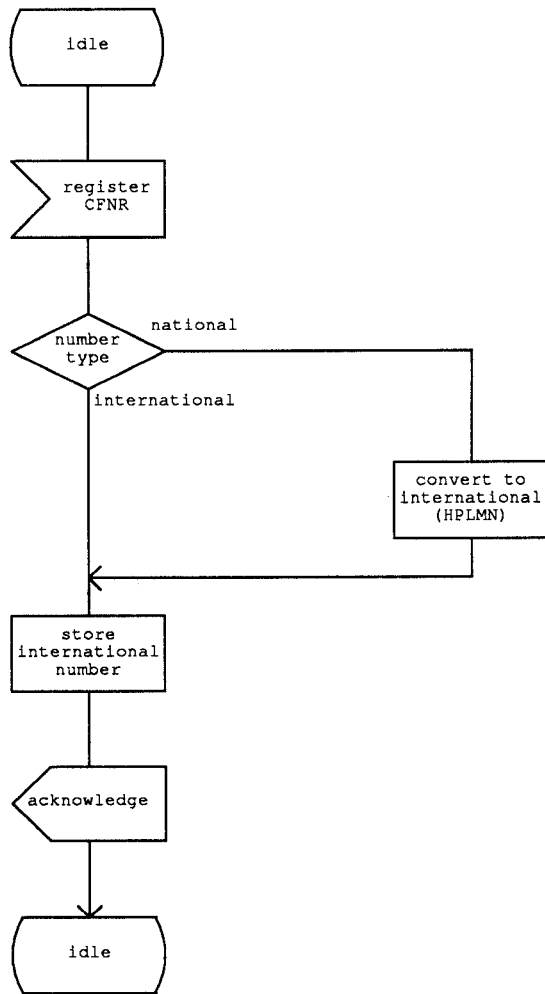 idle
register
CFNR
number
type
national
international
convert to
international
(HPLMN)
store
international
number
acknowledge
idle